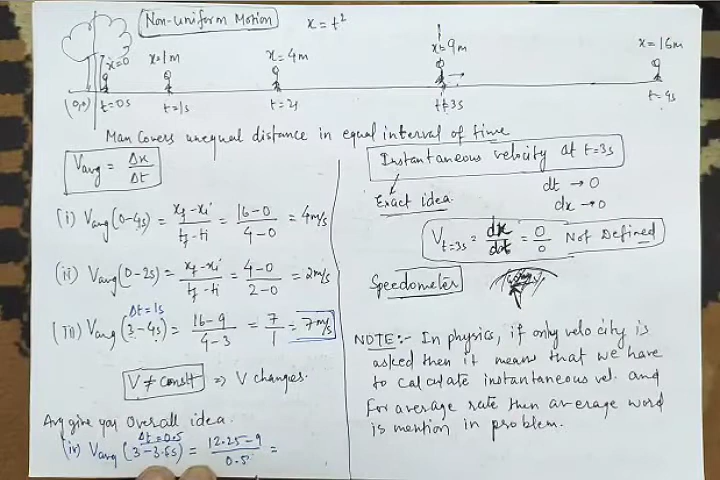 Non-uniform Motion x = t²
x=0 x=1m x=4m x=9m x=16m
(0,0) t=0s t=1s t=2s t=3s t=4s
Man Covers unequal distance in equal interval of time
Vavg = Δx/Δt
(i) Vavg (0-4s) = (xf-xi)/(tf-ti) = (16-0)/(4-0) = 4m/s
(ii) Vavg (0-2s) = (xf-xi)/(tf-ti) = (4-0)/(2-0) = 2m/s
Δt=1s
(iii) Vavg (3-4s) = (16-9)/(4-3) = 7/1 = 7m/s
V ≠ const ⇒ V changes.
Avg give you overall idea.
Δt=0.5
(iv) Vavg (3-3.5s) = (12.25-9)/0.5 =
Instantaneous velocity at t=3s
Exact idea.
dt → 0
dx → 0
Vt=3s = dx/dt = 0/0 Not Defined
Speedometer
NOTE:- In physics, if only velocity is
asked then it means that we have
to calculate instantaneous vel. and
for average rate then average word
is mention in problem.